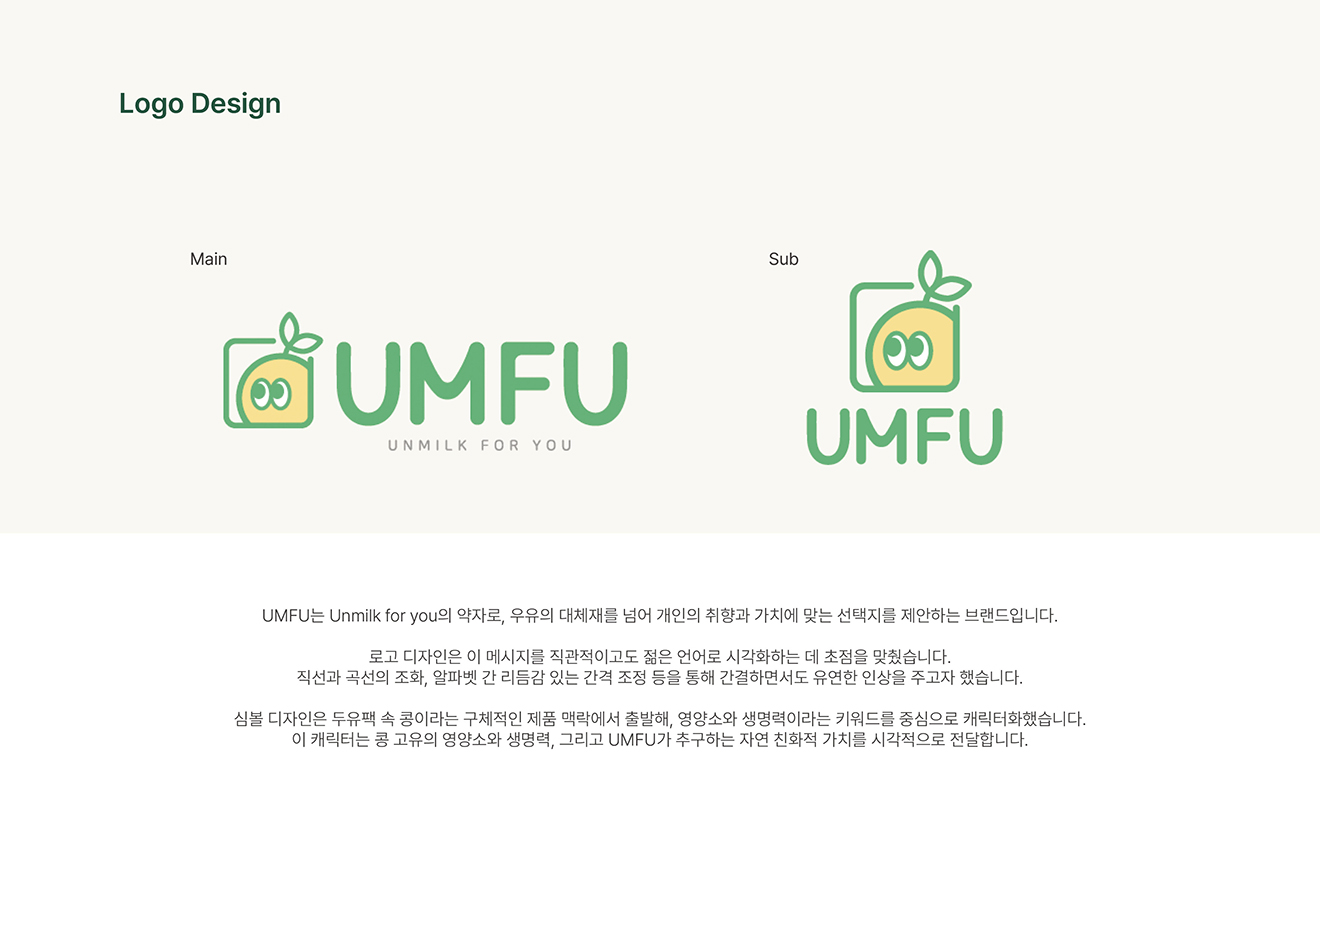 Logo Design
Main
Sub
UMFU
UNMILK FOR YOU
UMFU
UMFU는 Unmilk for you의 약자로, 우유의 대체재를 넘어 개인의 취향과 가치에 맞는 선택지를 제안하는 브랜드입니다.
로고 디자인은 이 메시지를 직관적이고도 젊은 언어로 시각화하는 데 초점을 맞췄습니다.
직선과 곡선의 조화, 알파벳 간 리듬감 있는 간격 조정 등을 통해 간결하면서도 유연한 인상을 주고자 했습니다.
심볼 디자인은 두유팩 속 콩이라는 구체적인 제품 맥락에서 출발해, 영양소와 생명력이라는 키워드를 중심으로 캐릭터화했습니다.
이 캐릭터는 콩 고유의 영양소와 생명력, 그리고 UMFU가 추구하는 자연 친화적 가치를 시각적으로 전달합니다.